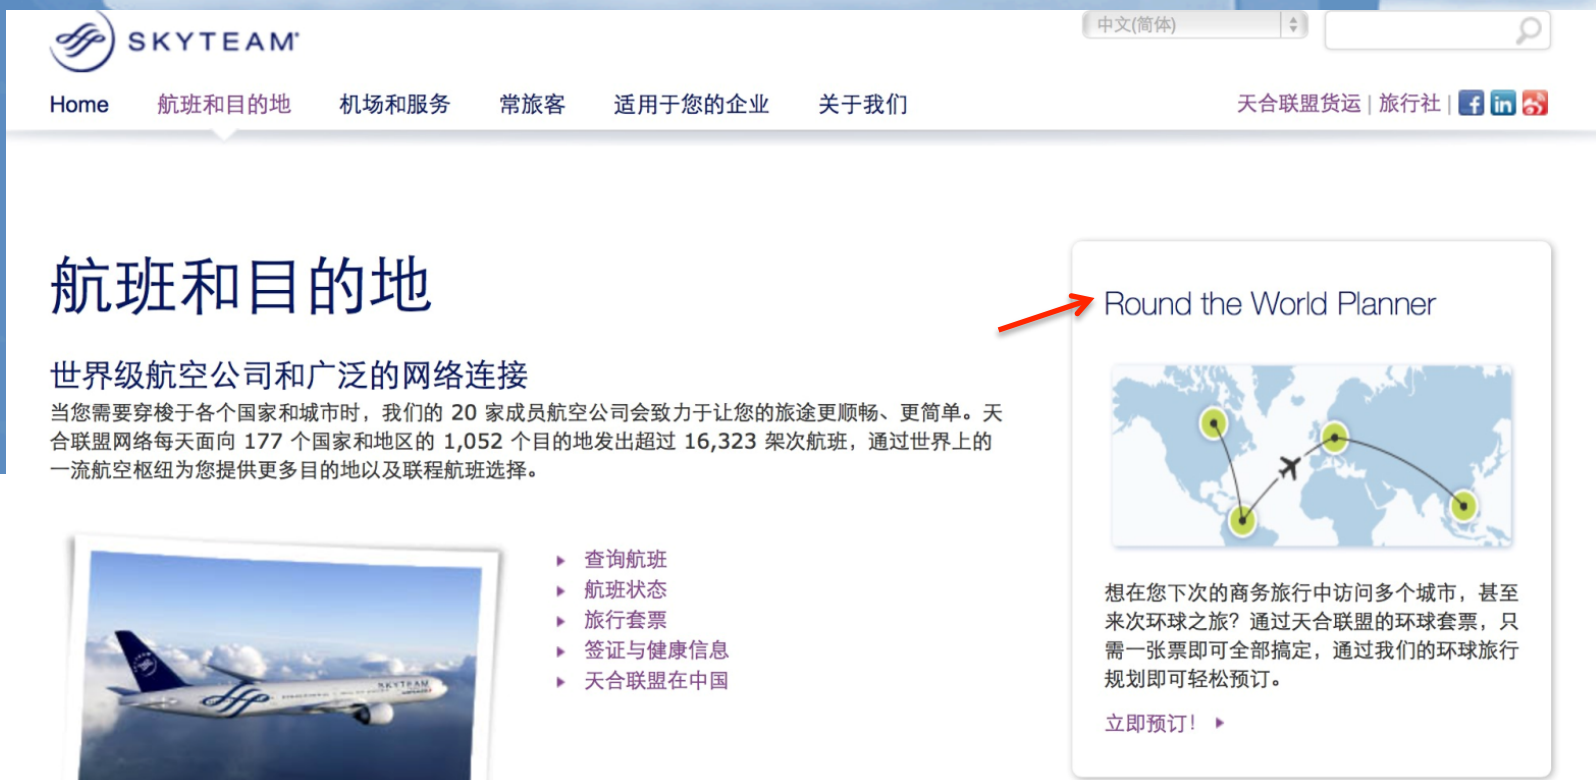 SKYTEAM
中文(简体)
Home 航班和目的地 机场和服务 常旅客 适用于您的企业 关于我们
天合联盟货运 | 旅行社 |
航班和目的地
世界级航空公司和广泛的网络连接
当您需要穿梭于各个国家和城市时，我们的 20 家成员航空公司会致力于让您的旅途更顺畅、更简单。天
合联盟网络每天面向 177 个国家和地区的 1,052 个目的地发出超过 16,323 架次航班，通过世界上的
一流航空枢纽为您提供更多目的地以及联程航班选择。
SKYTEAM
查询航班
航班状态
旅行套票
签证与健康信息
天合联盟在中国
Round the World Planner
想在您下次的商务旅行中访问多个城市，甚至
来次环球之旅？通过天合联盟的环球套票，只
需一张票即可全部搞定，通过我们的环球旅行
规划即可轻松预订。
立即预订！